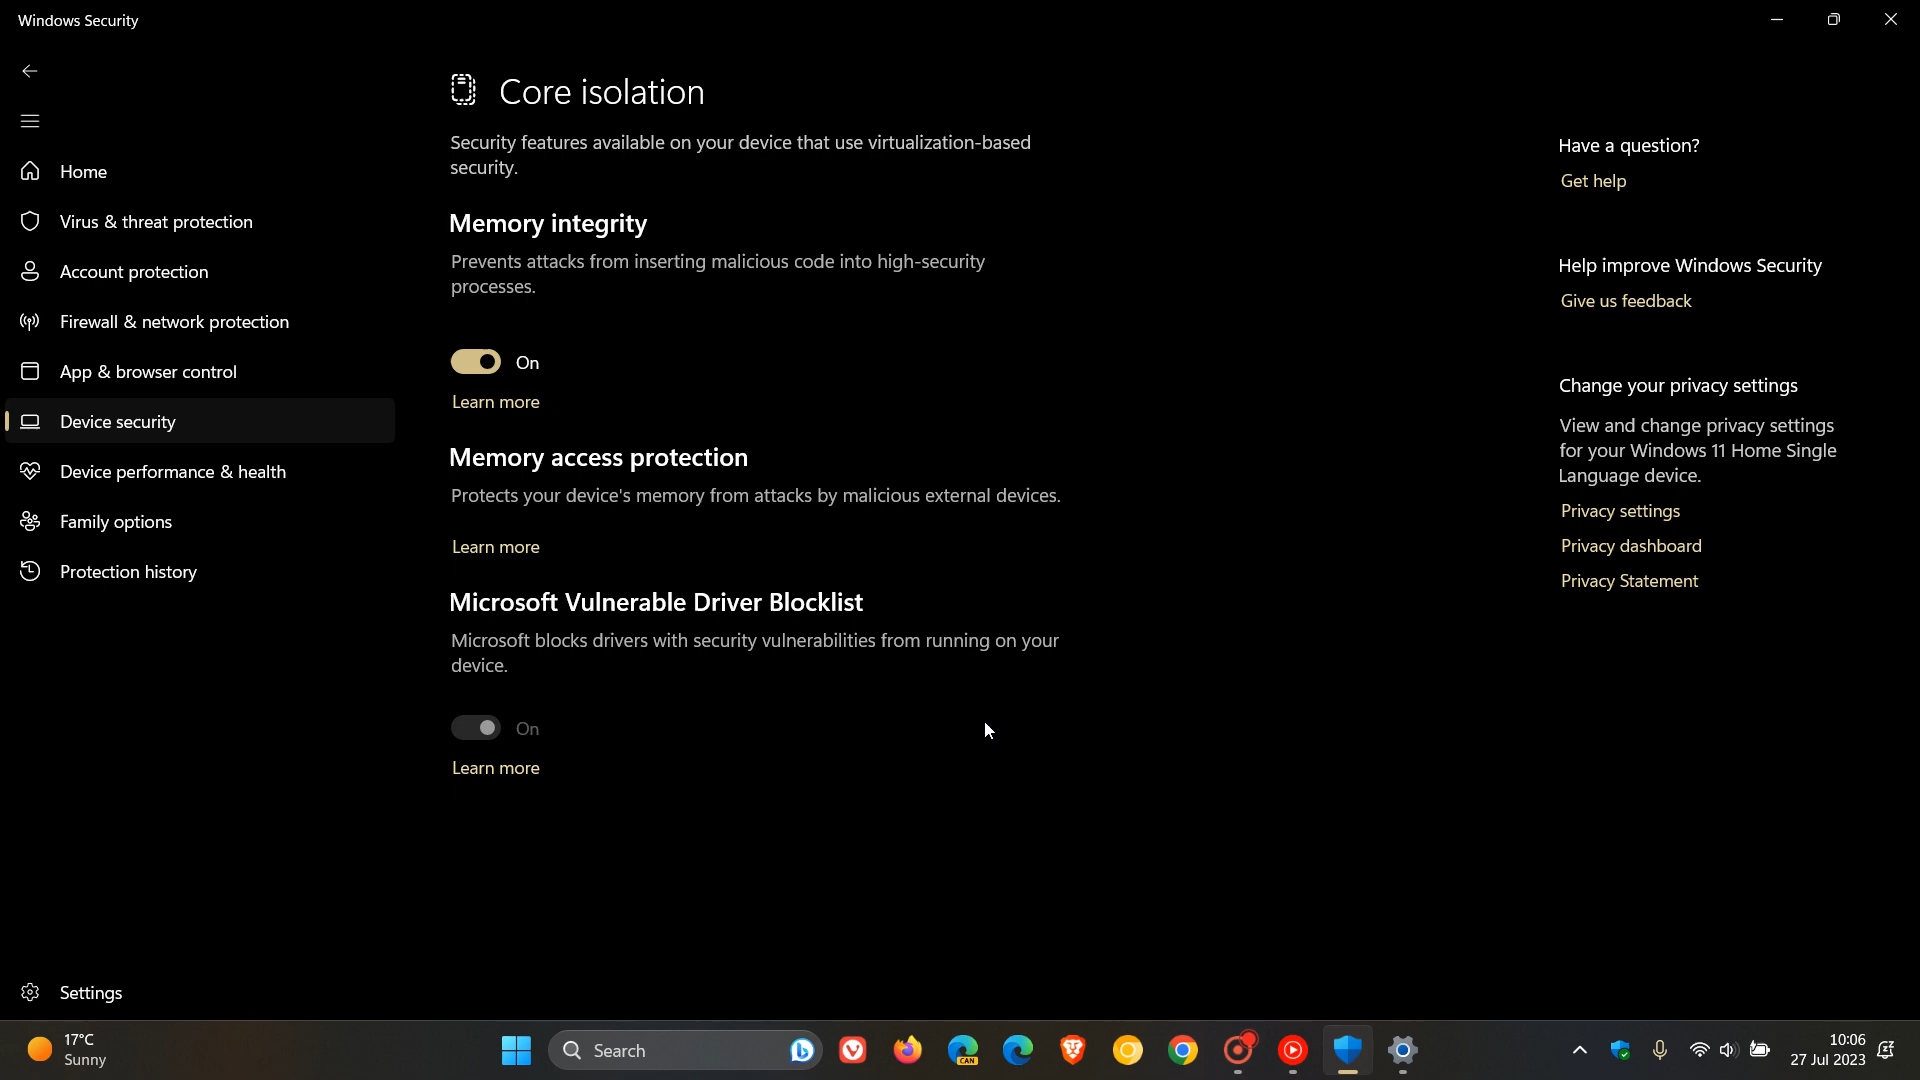 Windows Security
Core isolation
Security features available on your device that use virtualization-based
security.
Memory integrity
Prevents attacks from inserting malicious code into high-security
processes.
On
Learn more
Memory access protection
Protects your device's memory from attacks by malicious external devices.
Learn more
Microsoft Vulnerable Driver Blocklist
Microsoft blocks drivers with security vulnerabilities from running on your
device.
On
Learn more
Home
Virus & threat protection
Account protection
Firewall & network protection
App & browser control
Device security
Device performance & health
Family options
Protection history
Settings
Have a question?
Get help
Help improve Windows Security
Give us feedback
Change your privacy settings
View and change privacy settings
for your Windows 11 Home Single
Language device.
Privacy settings
Privacy dashboard
Privacy Statement
17°C
Sunny
Search
CAN
10:06
27 Jul 2023